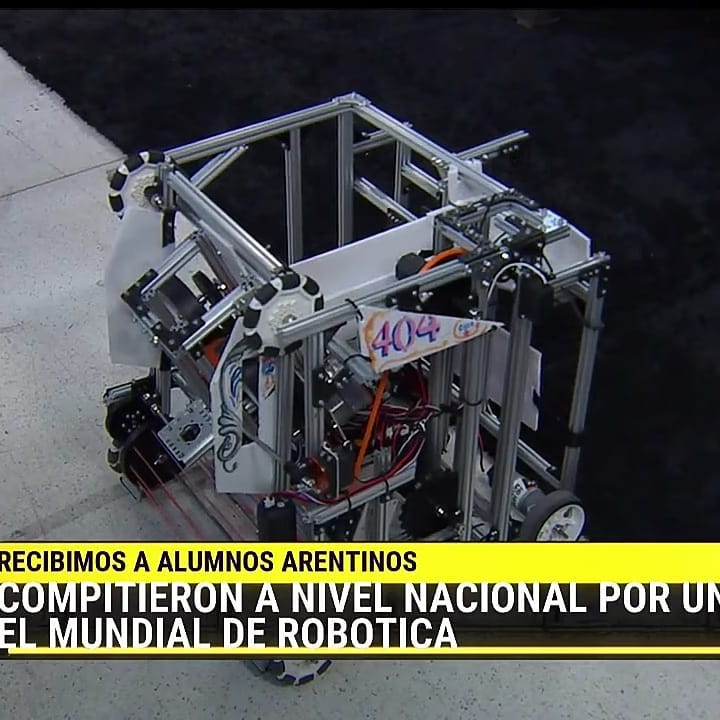 404
RECIBIMOS A ALUMNOS ARENTINOS
COMPITIERON A NIVEL NACIONAL POR UN
EL MUNDIAL DE ROBOTICA